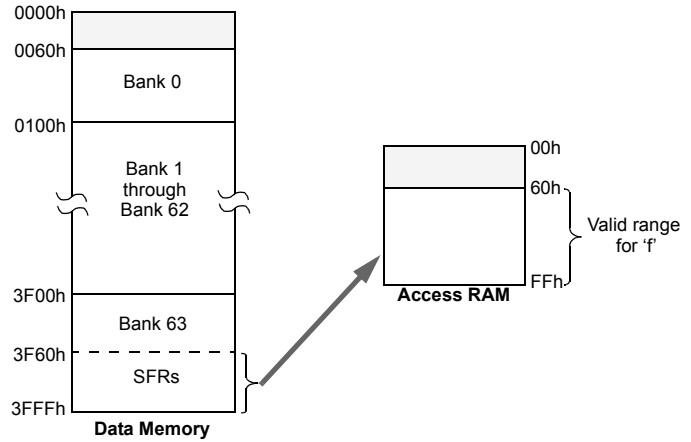 0000h
0060h
Bank 0
0100h
Bank 1
through
Bank 62
3F00h
Bank 63
3F60h
SFRs
3FFFh
Data Memory
00h
60h
Valid range
for ‘f’
FFh
Access RAM